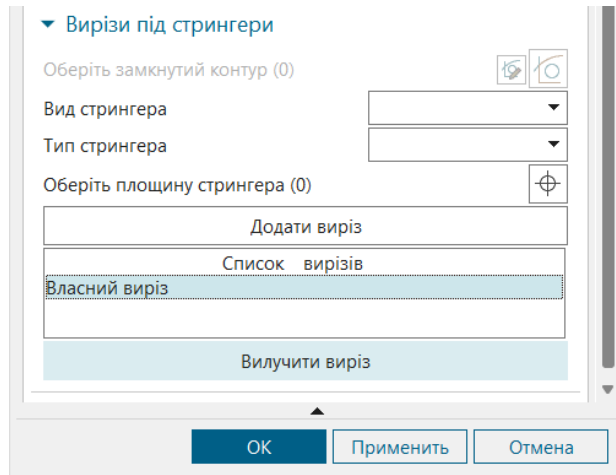 Вирізи під стрингери
Оберіть замкнутий контур (0)
Вид стрингера
Тип стрингера
Оберіть площину стрингера (0)
Додати виріз
Список вирізів
Власний виріз
Вилучити виріз
ОК Применить Отмена